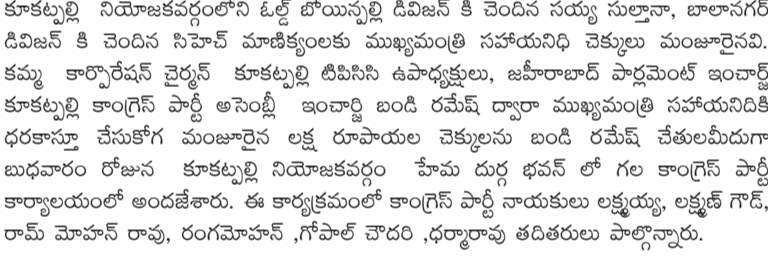 కూకట్పల్లి నియోజకవర్గంలోని ఓల్డ్ బోయిన్పల్లి డివిజన్ కి చెందిన సయ్య సుల్తానా, బాలానగర్
డివిజన్ కి చెందిన సిహెచ్ మాణిక్యంలకు ముఖ్యమంత్రి సహాయనిధి చెక్కులు మంజూరైనవి.
కమ్మ కార్పొరేషన్ చైర్మన్ కూకట్పల్లి టిపిసిసి ఉపాధ్యక్షులు, జహీరాబాద్ పార్లమెంట్ ఇంచార్జ్
కూకట్పల్లి కాంగ్రెస్ పార్టీ అసెంబ్లీ ఇంచార్జి బండి రమేష్ ద్వారా ముఖ్యమంత్రి సహాయనిదికి
ధరకాస్తూ చేసుకోగ మంజూరైన లక్ష రూపాయల చెక్కులను బండి రమేష్ చేతులమీదుగా
బుధవారం రోజున కూకట్పల్లి నియోజకవర్గం హేమ దుర్గ భవన్ లో గల కాంగ్రెస్ పార్టీ
కార్యాలయంలో అందజేశారు. ఈ కార్యక్రమంలో కాంగ్రెస్ పార్టీ నాయకులు లక్ష్మయ్య, లక్ష్మణ్ గౌడ్,
రామ్ మోహన్ రావు, రంగమోహన్ ,గోపాల్ చౌదరి ,ధర్మారావు తదితరులు పాల్గొన్నారు.